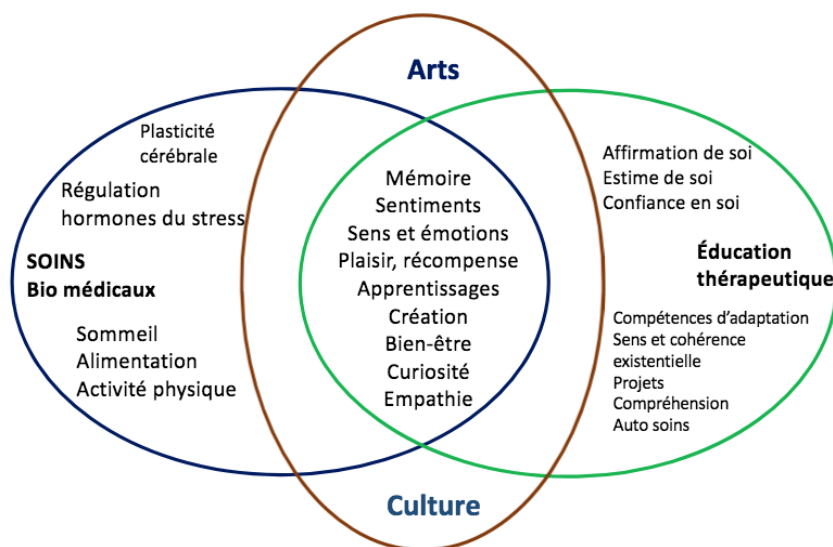 Arts
Plasticité
cérébrale
Régulation
hormones du stress
SOINS
Bio médicaux
Sommeil
Alimentation
Activité physique
Mémoire
Sentiments
Sens et émotions
Plaisir, récompense
Apprentissages
Création
Bien-être
Curiosité
Empathie
Affirmation de soi
Estime de soi
Confiance en soi
Éducation
thérapeutique
Compétences d’adaptation
Sens et cohérence
existentielle
Projets
Compréhension
Auto soins
Culture